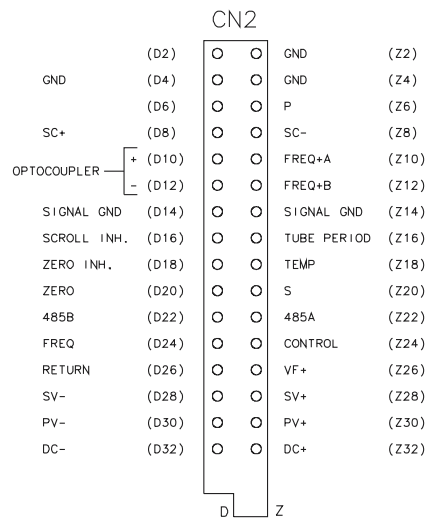 CN2
(D2) GND (Z2)
GND (D4) GND (Z4)
(D6) P (Z6)
SC+ (D8) SC- (Z8)
+ (D10) FREQ+A (Z10)
OPTOCOUPLER
- (D12) FREQ+B (Z12)
SIGNAL GND (D14) SIGNAL GND (Z14)
SCROLL INH. (D16) TUBE PERIOD (Z16)
ZERO INH. (D18) TEMP (Z18)
ZERO (D20) S (Z20)
485B (D22) 485A (Z22)
FREQ (D24) CONTROL (Z24)
RETURN (D26) VF+ (Z26)
SV- (D28) SV+ (Z28)
PV- (D30) PV+ (Z30)
DC- (D32) DC+ (Z32)
D Z